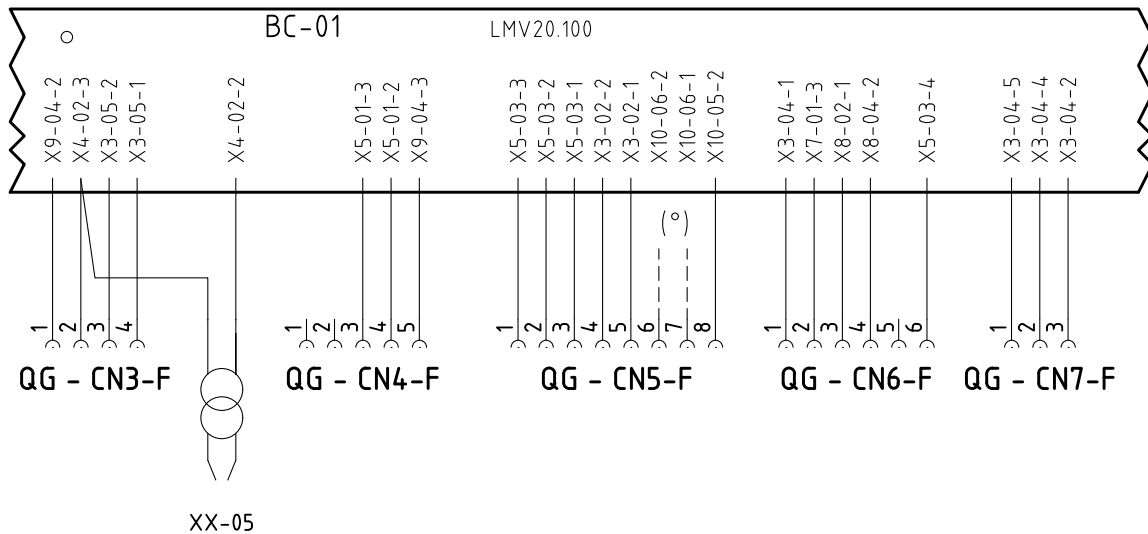 BC-01 LMV20.100
X9-04-2
X4-02-3
X3-05-2
X3-05-1
X4-02-2
X5-01-3
X5-01-2
X9-04-3
X5-03-3
X5-03-2
X5-03-1
X3-02-2
X3-02-1
X10-06-2
X10-06-1
X10-05-2
X3-04-1
X7-01-3
X8-02-1
X8-04-2
X5-03-4
X3-04-5
X3-04-4
X3-04-2
(°)
1 2 3 4
1 2 3 4 5
1 2 3 4 5 6 7 8
1 2 3 4 5 6
1 2 3
QG - CN3-F QG - CN4-F QG - CN5-F QG - CN6-F QG - CN7-F
XX-05